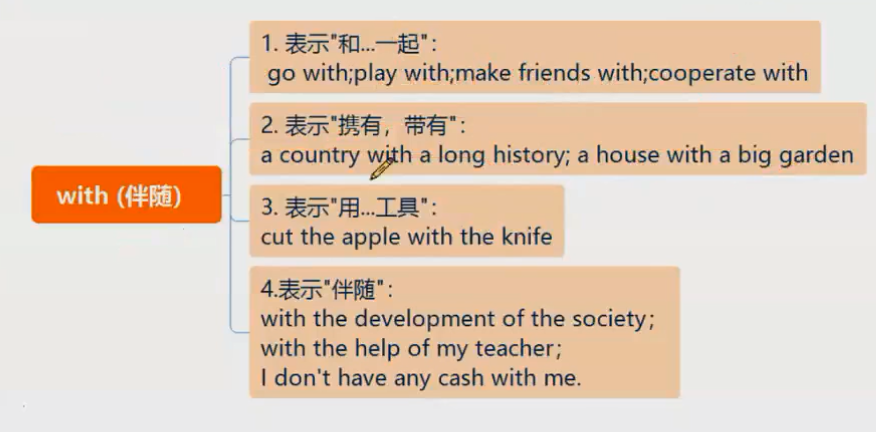 with (伴随)
1. 表示"和...一起":
go with;play with;make friends with;cooperate with
2. 表示"携有，带有":
a country with a long history; a house with a big garden
3. 表示"用...工具":
cut the apple with the knife
4.表示"伴随":
with the development of the society;
with the help of my teacher;
I don't have any cash with me.